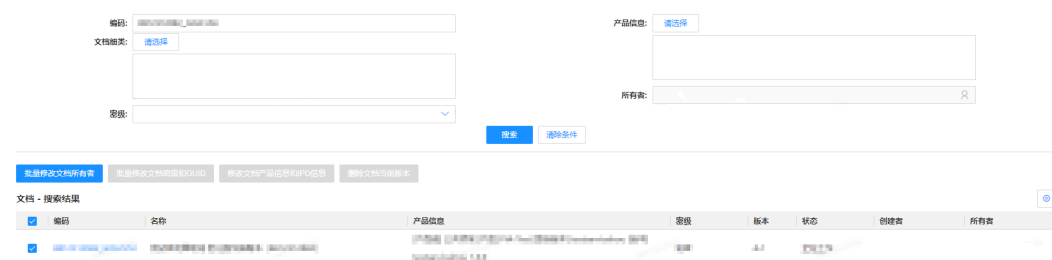 编码:
产品信息: 请选择
文档细类: 请选择
所有者:
密级:
搜索 清除条件
批量修改文档所有者 批量修改文档密级和GUID 修改文档产品信息和IPD信息 删除文档当前版本
文档 - 搜索结果
编码 名称 产品信息 密级 版本 状态 创建者 所有者